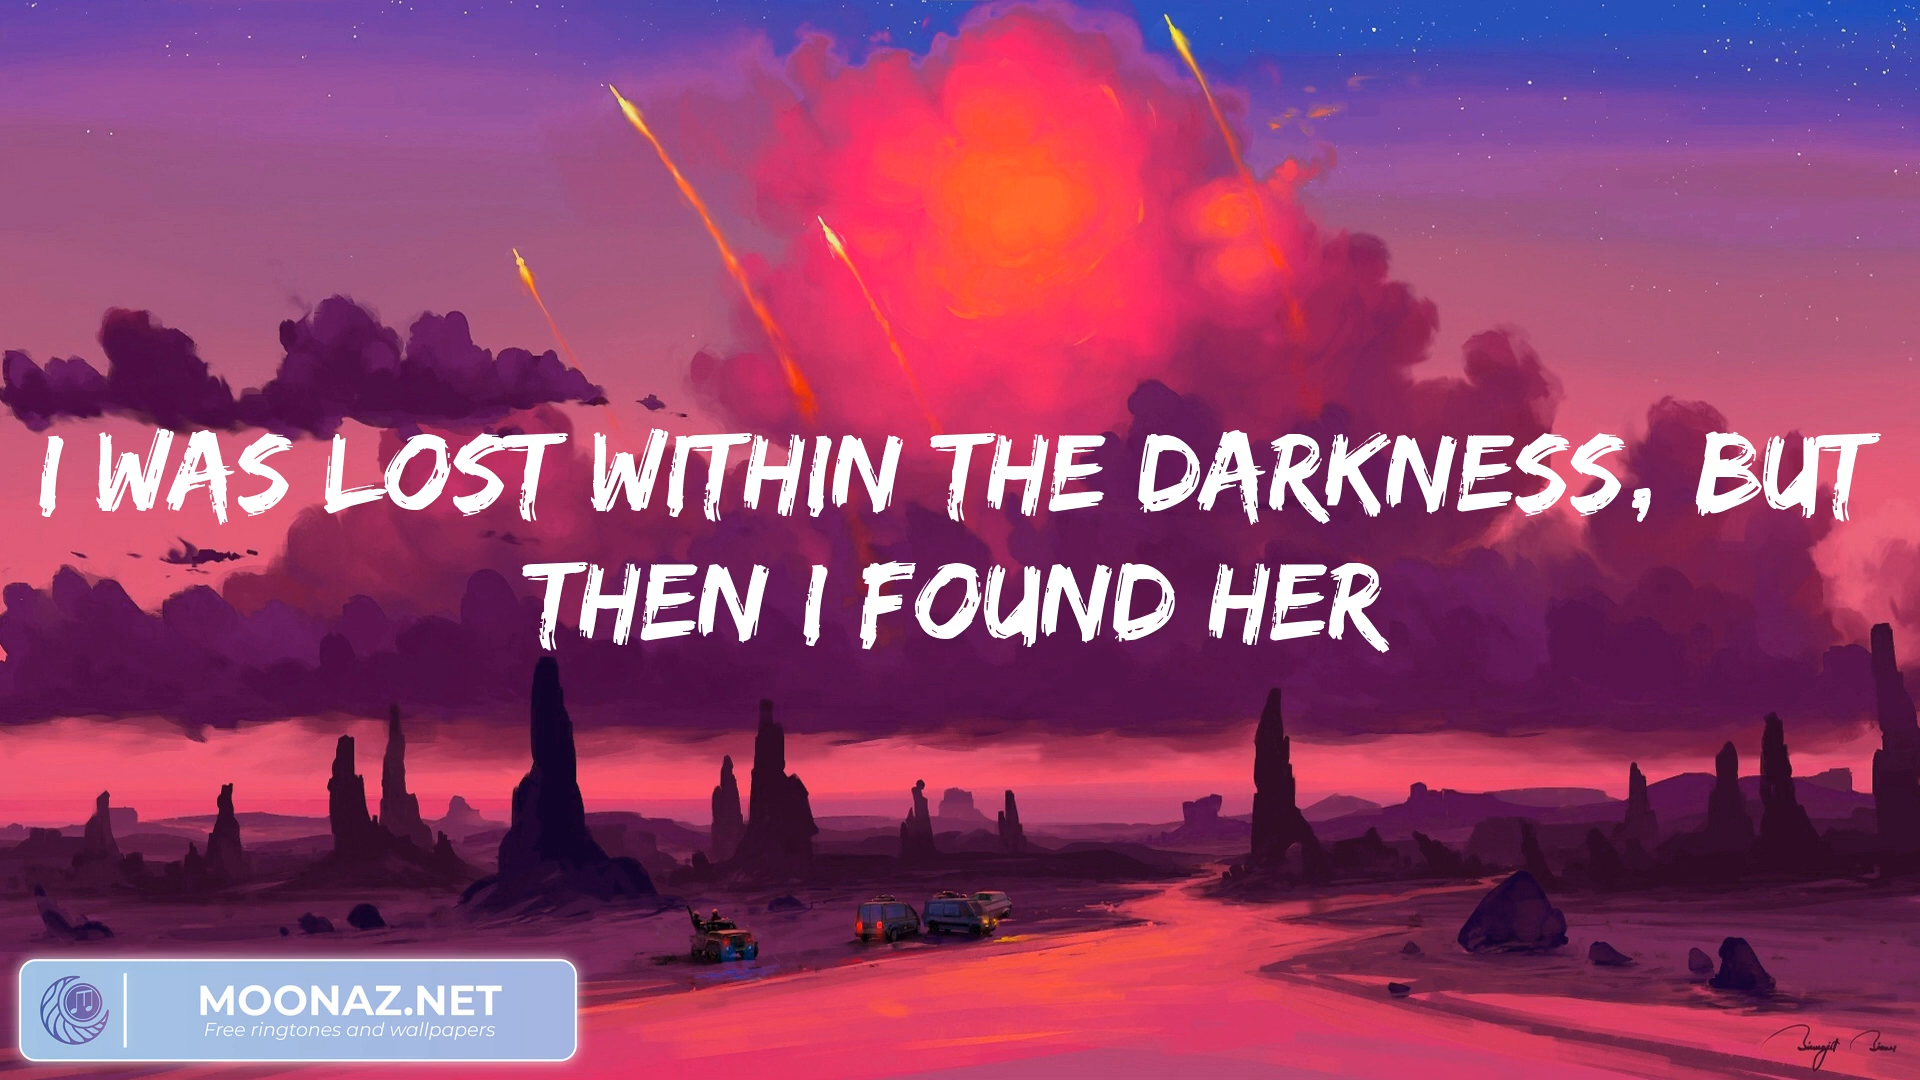 I WAS LOST WITHIN THE DARKNESS, BUT
THEN I FOUND HER
MOONAZ.NET
Free ringtones and wallpapers